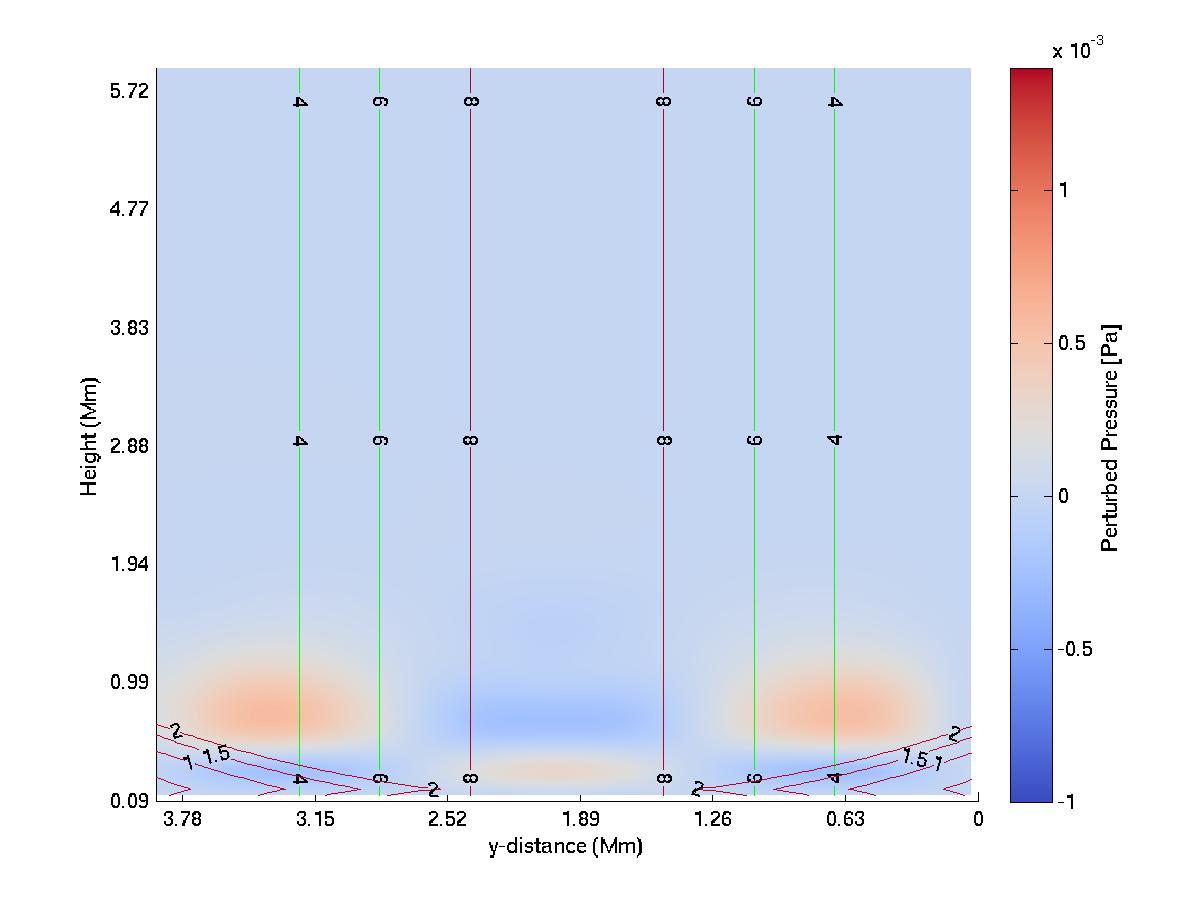 x 10-3
5.72
4 6 8 8 6 4
1
4.77
3.83
0.5
Perturbed Pressure [Pa]
Height (Mm)
2.88
4 6 8 8 6 4
0
1.94
-0.5
0.99
2 2
1 1.5 1.5 1
4 6 8 8 6 4
2 2
0.09
-1
3.78 3.15 2.52 1.89 1.26 0.63 0
y-distance (Mm)